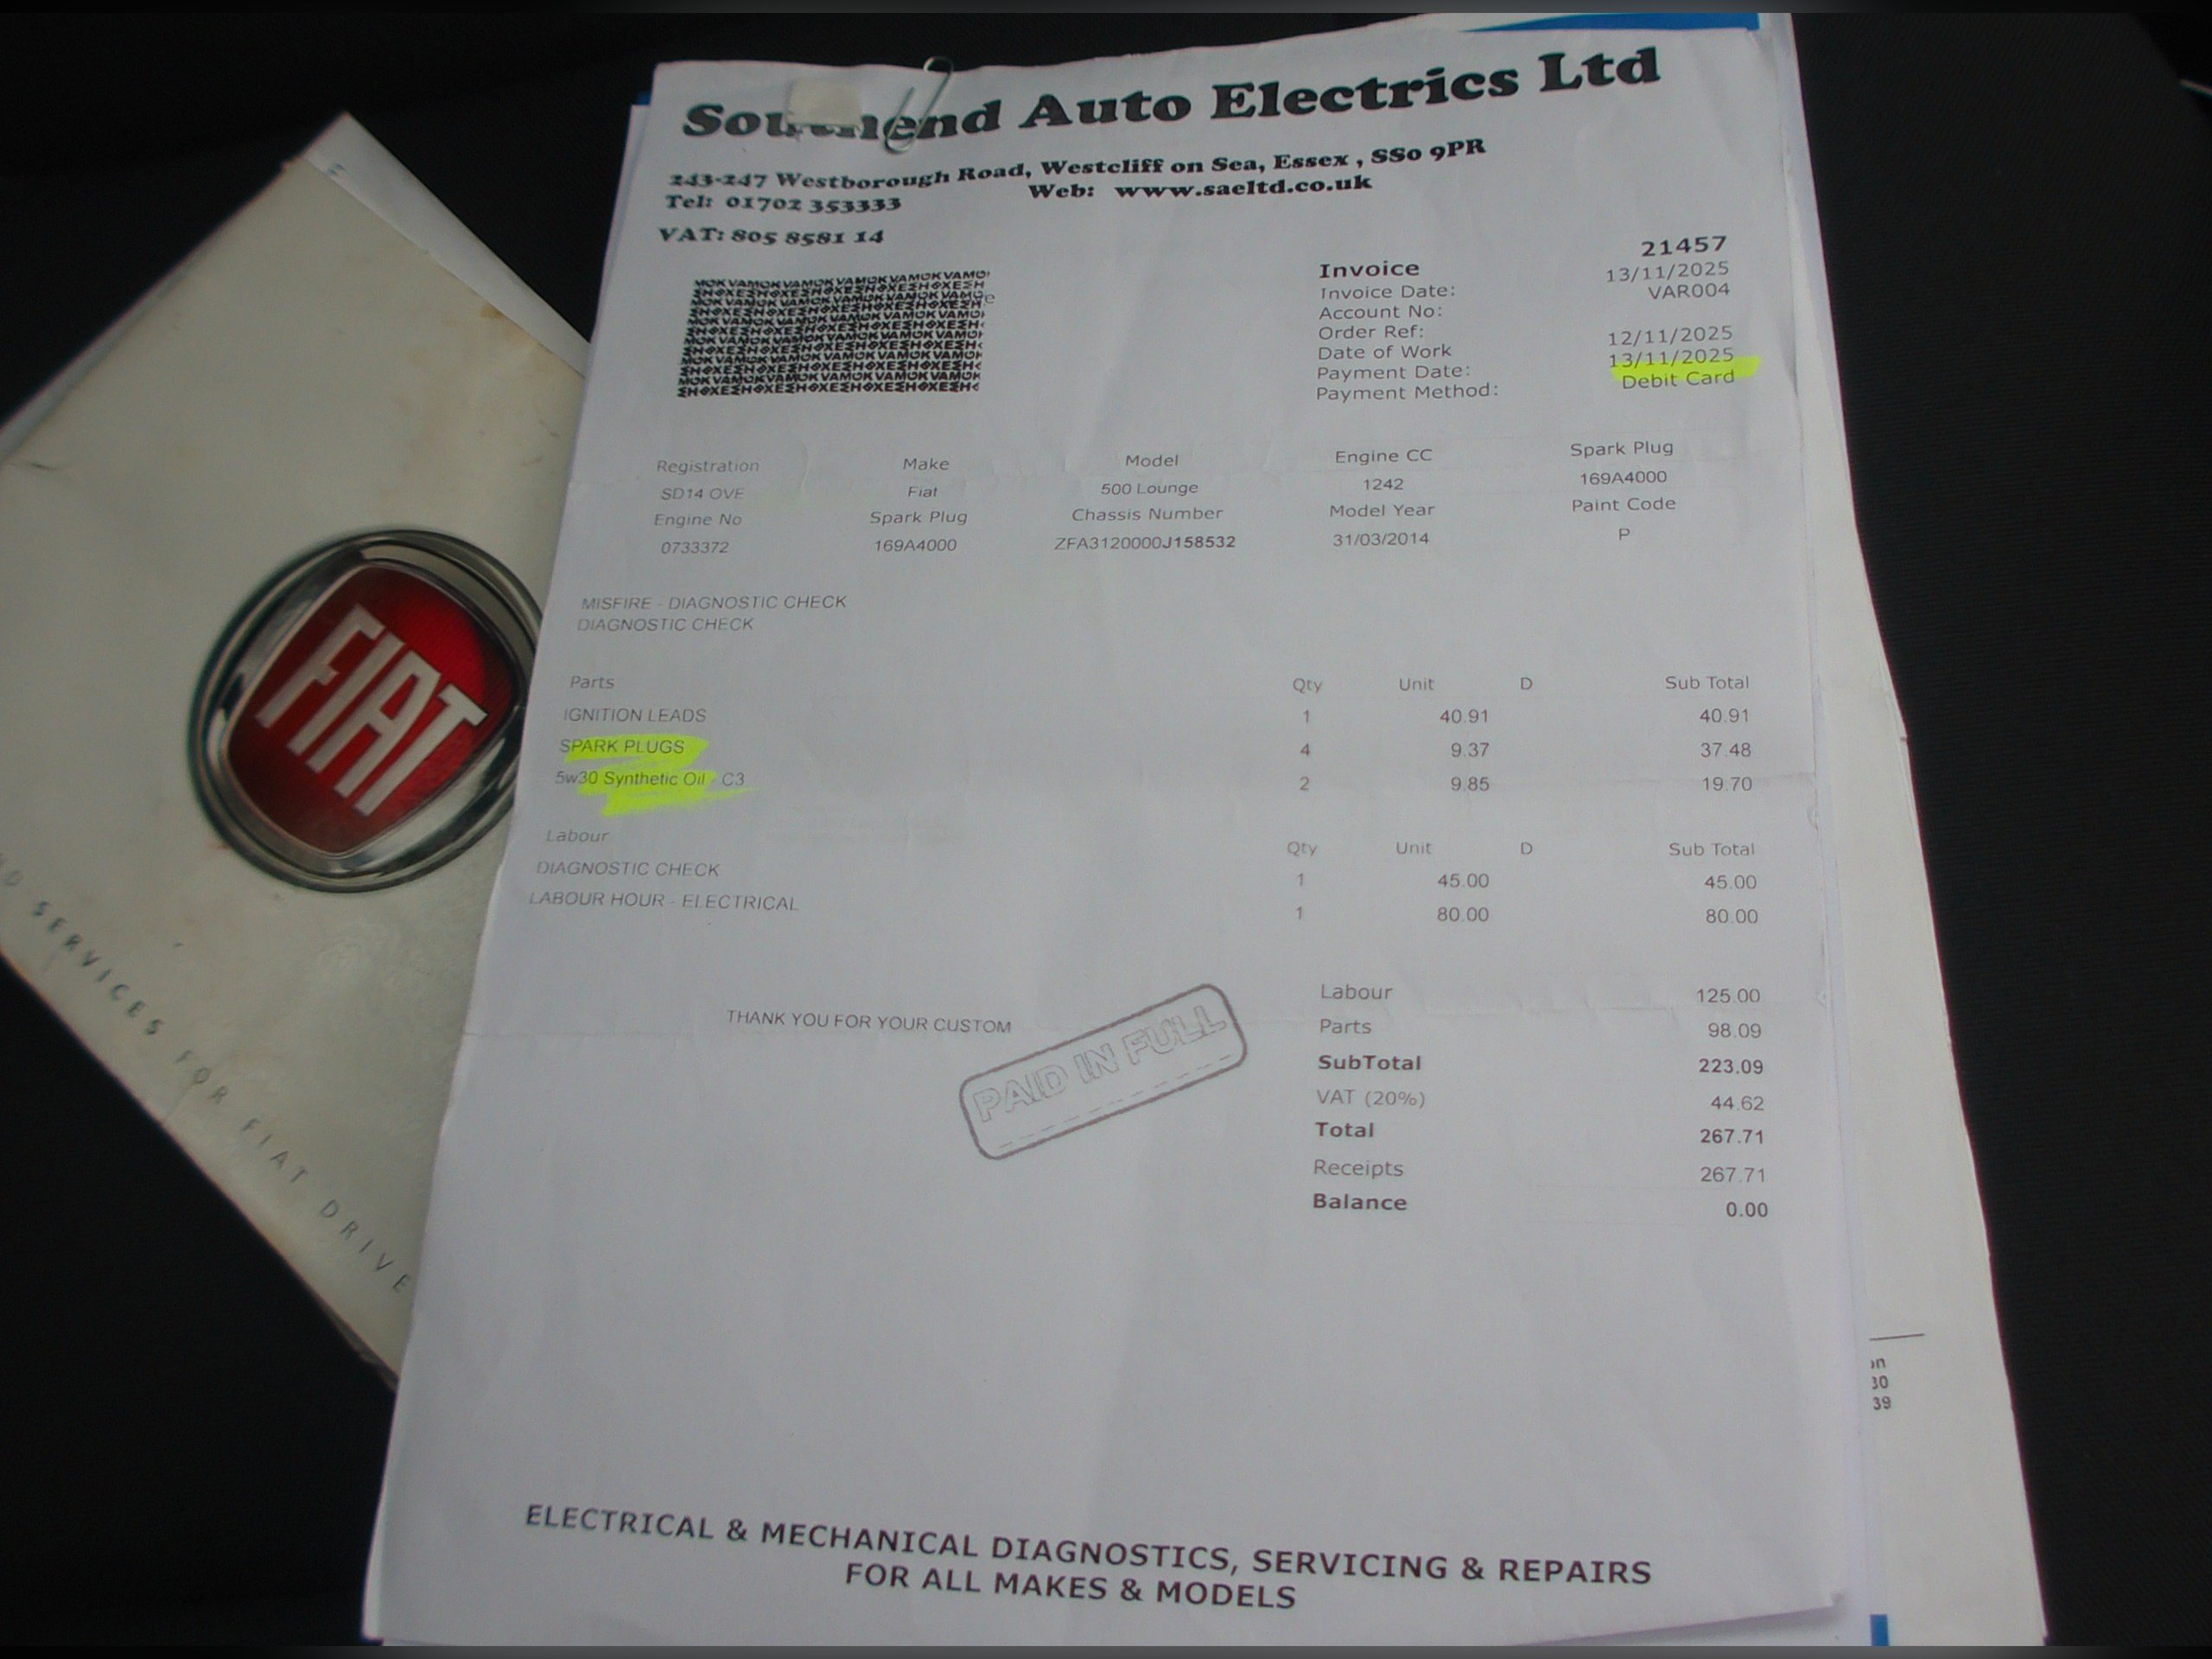 Southend Auto Electrics Ltd
243-247 Westborough Road, Westcliff on Sea, Essex , SS0 9PR
Tel: 01702 353333 Web: www.saeltd.co.uk
VAT: 805 8581 14
Invoice 21457
Invoice Date: 13/11/2025
Account No: VAR004
Order Ref:
Date of Work 12/11/2025
Payment Date: 13/11/2025
Payment Method: Debit Card
Registration Make Model Engine CC Spark Plug
SD14 OVE Fiat 500 Lounge 1242 169A4000
Engine No Spark Plug Chassis Number Model Year Paint Code
0733372 169A4000 ZFA3120000J158532 31/03/2014 P
MISFIRE - DIAGNOSTIC CHECK
DIAGNOSTIC CHECK
Parts Qty Unit D Sub Total
IGNITION LEADS 1 40.91 40.91
SPARK PLUGS 4 9.37 37.48
5w30 Synthetic Oil - C3 2 9.85 19.70
Labour Qty Unit D Sub Total
DIAGNOSTIC CHECK 1 45.00 45.00
LABOUR HOUR - ELECTRICAL 1 80.00 80.00
Labour 125.00
Parts 98.09
SubTotal 223.09
VAT (20%) 44.62
Total 267.71
Receipts 267.71
Balance 0.00
THANK YOU FOR YOUR CUSTOM
PAID IN FULL
ELECTRICAL & MECHANICAL DIAGNOSTICS, SERVICING & REPAIRS
FOR ALL MAKES & MODELS
FIAT
SERVICES FOR FIAT DRIVE
30
39